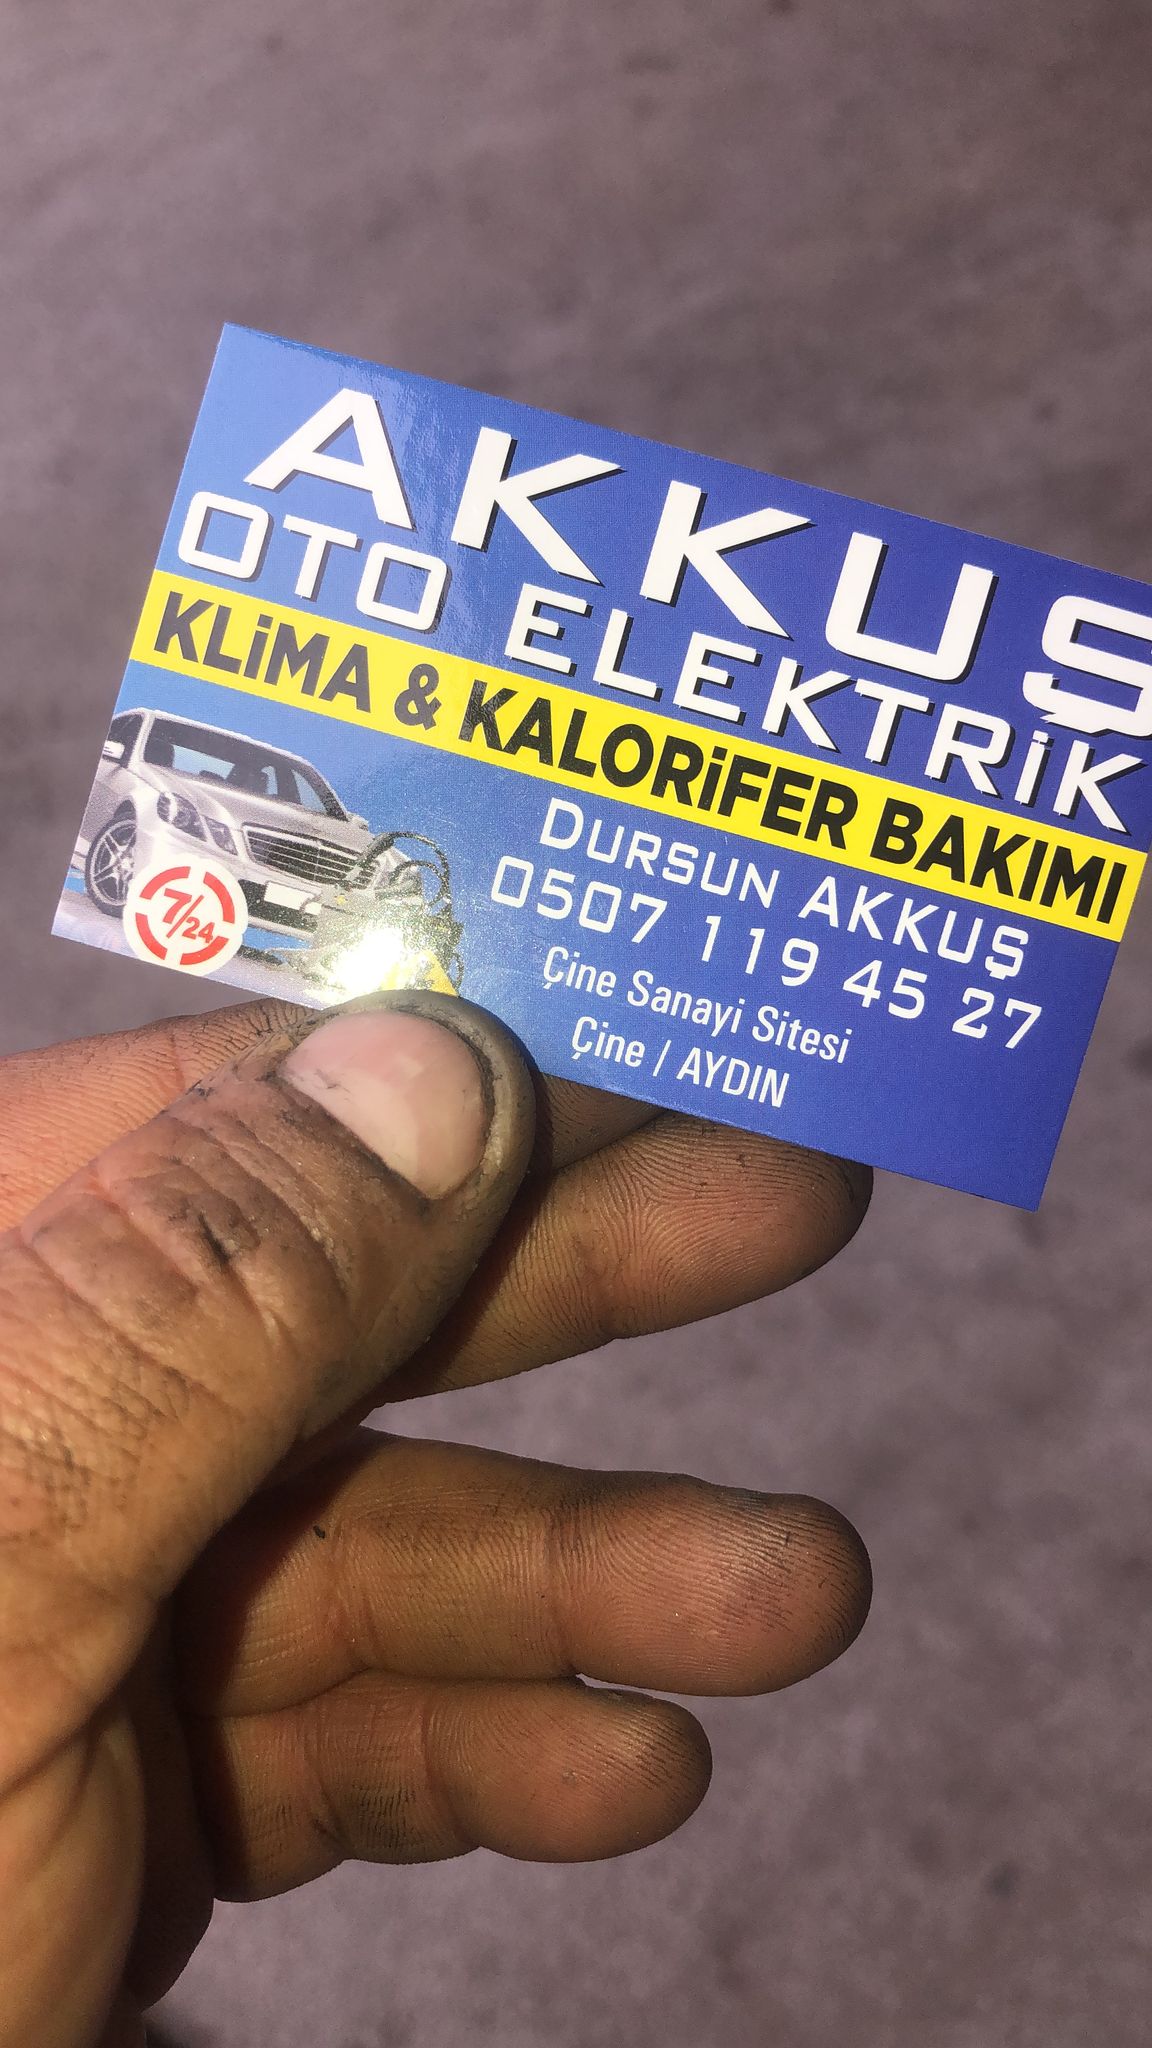 AKKUŞ
OTO ELEKTRİK
KLİMA & KALORİFER BAKIMI
DURSUN AKKUŞ
0507 119 45 27
Çine Sanayi Sitesi
Çine / AYDIN
7/24